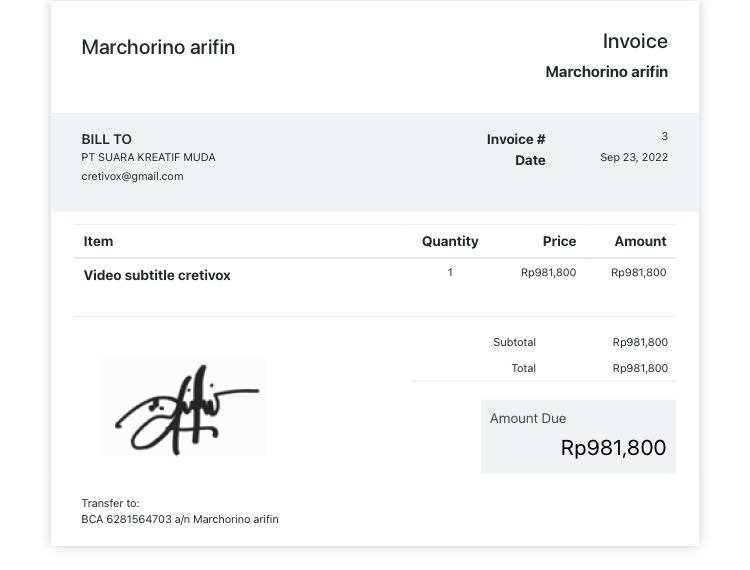 Marchorino arifin
Invoice
Marchorino arifin
BILL TO
PT SUARA KREATIF MUDA
cretivox@gmail.com
Invoice # 3
Date Sep 23, 2022
Item Quantity Price Amount
Video subtitle cretivox 1 Rp981,800 Rp981,800
Subtotal Rp981,800
Total Rp981,800
Amount Due
Rp981,800
Transfer to:
BCA 6281564703 a/n Marchorino arifin